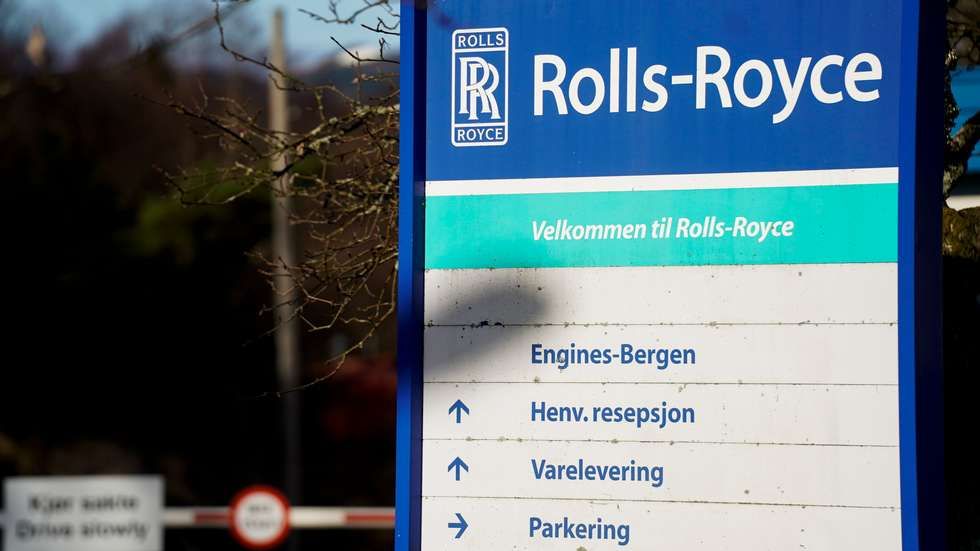 ROLLS
RR
ROYCE
Rolls-Royce
Velkommen til Rolls-Royce
Engines-Bergen
Henv. resepsjon
Varelevering
Parkering
Kjør sakte
Drive slowly